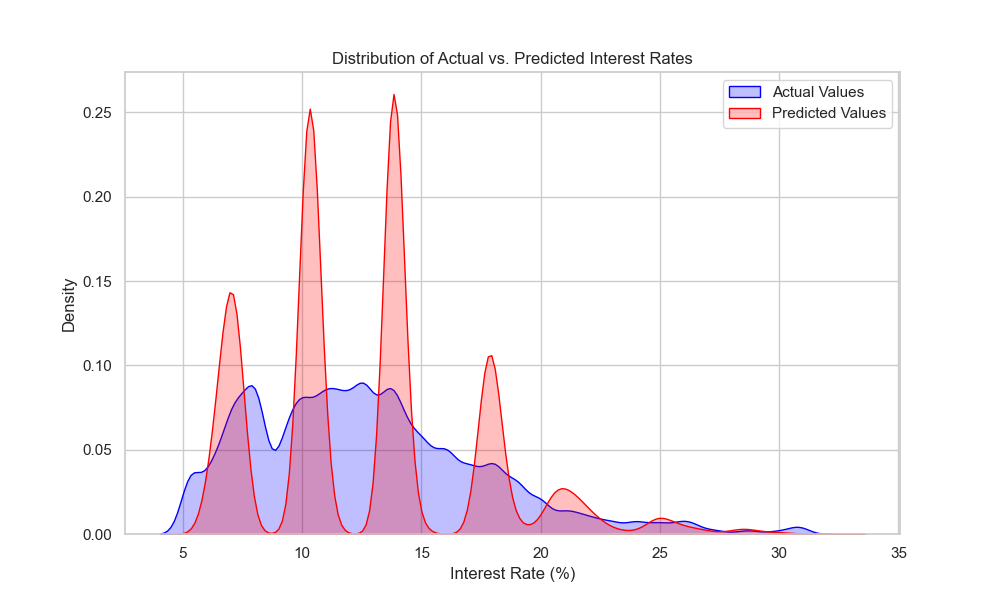 Distribution of Actual vs. Predicted Interest Rates
Actual Values
Predicted Values
0.25
0.20
0.15
0.10
0.05
0.00
Density
5 10 15 20 25 30 35
Interest Rate (%)